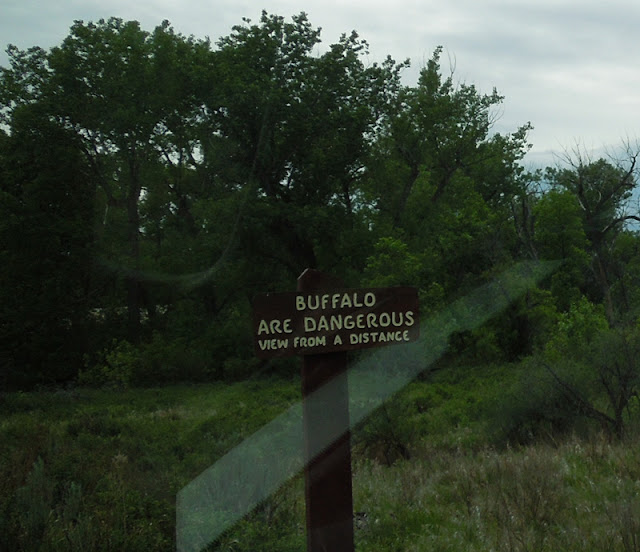 BUFFALO
ARE DANGEROUS
VIEW FROM A DISTANCE